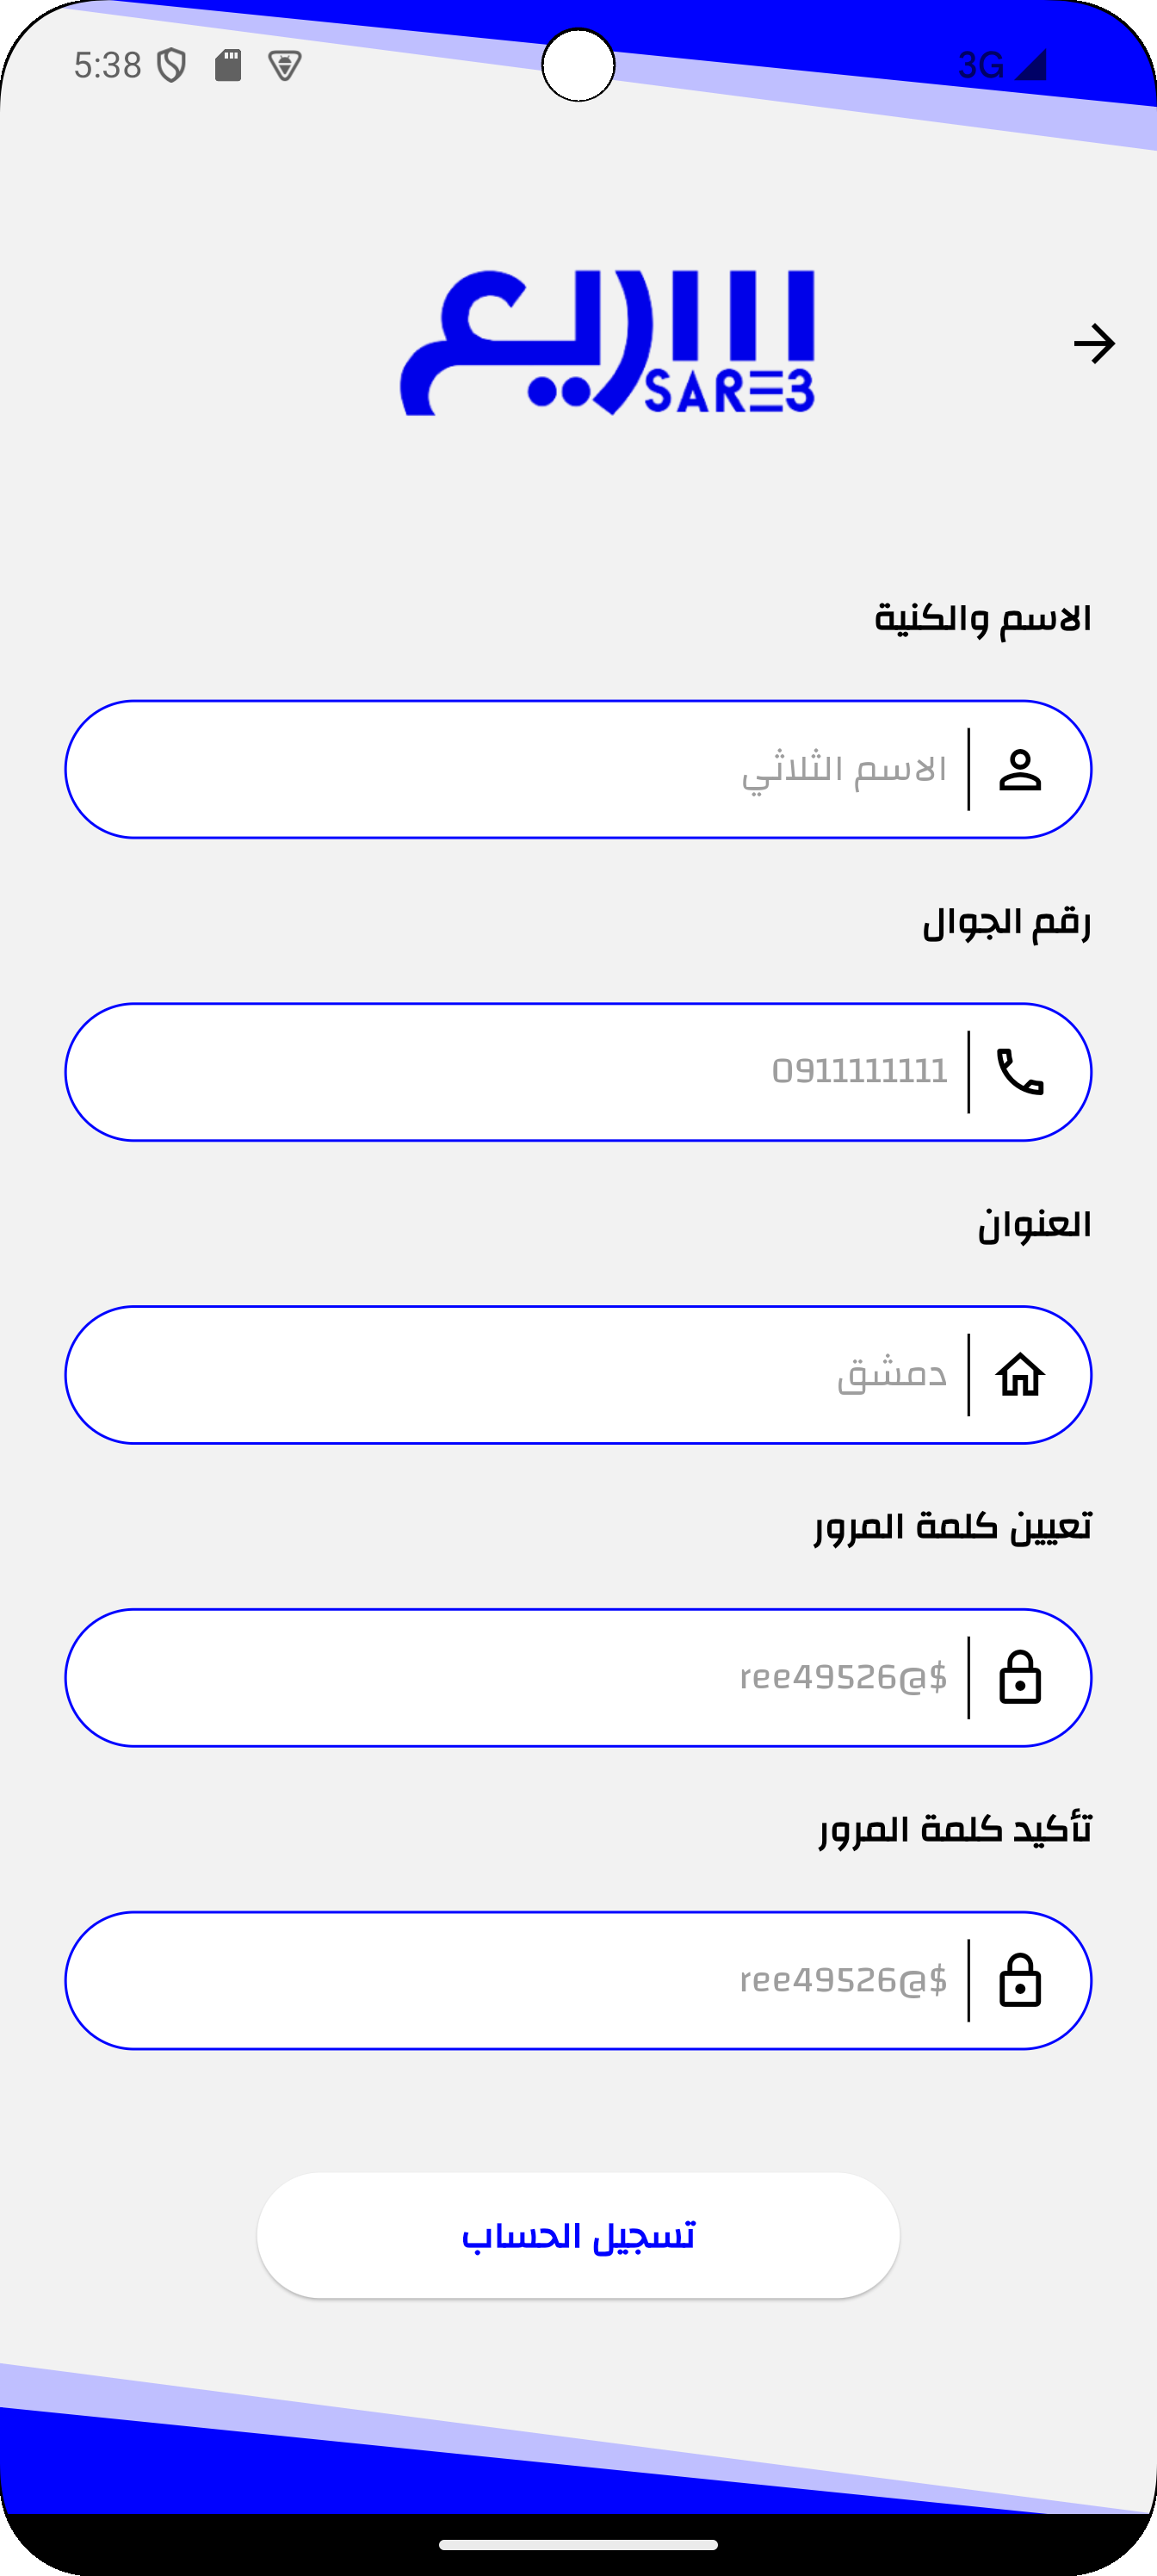 5:38
3G
سريع
SARE3
الاسم والكنية
الاسم الثلاثي
رقم الجوال
0911111111
العنوان
دمشق
تعيين كلمة المرور
ree49526@$
تأكيد كلمة المرور
ree49526@$
تسجيل الحساب